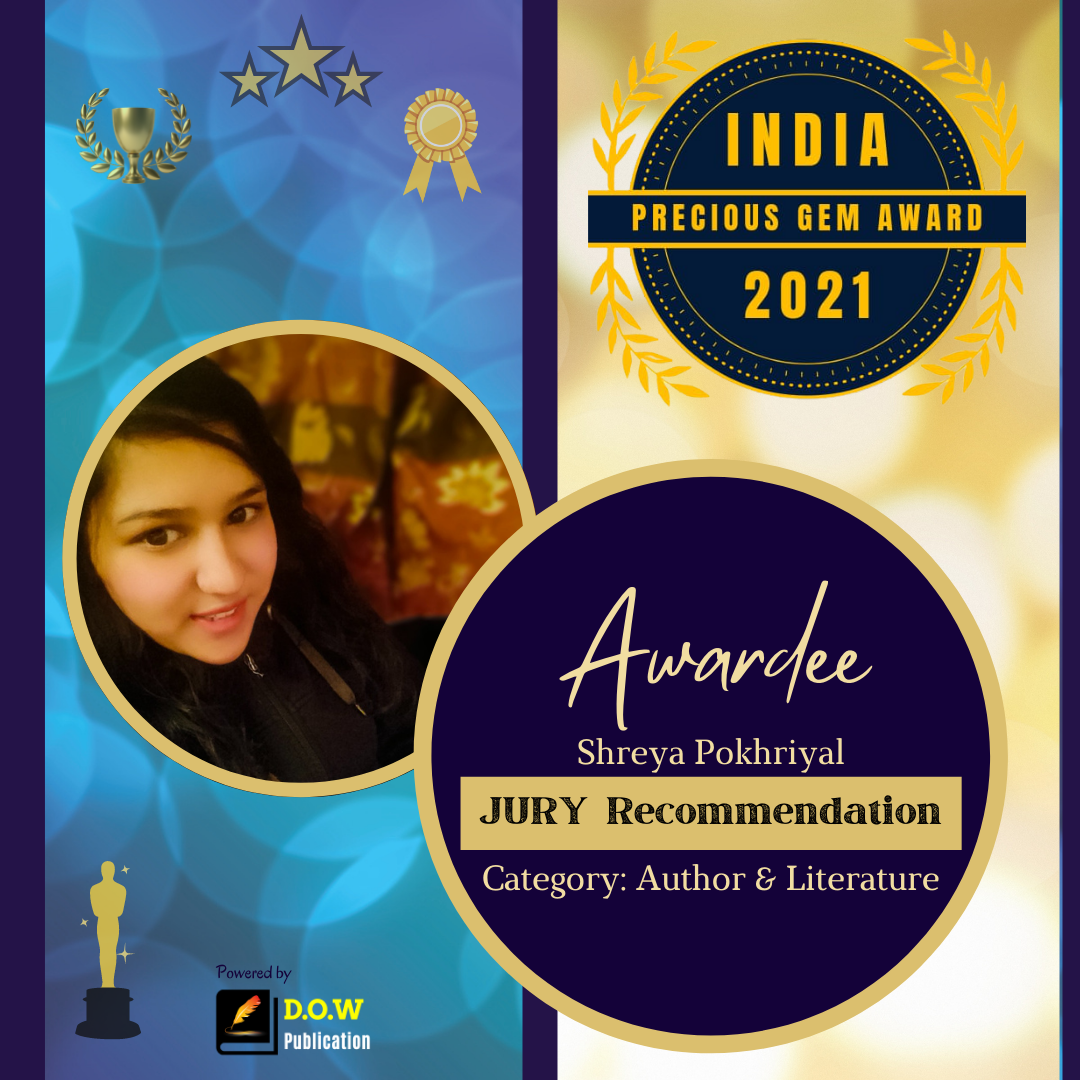 INDIA
PRECIOUS GEM AWARD
2021
Awardee
Shreya Pokhriyal
JURY Recommendation
Category: Author & Literature
Powered by
D.O.W
Publication